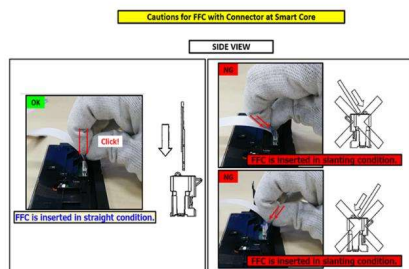 Cautions for FFC with Connector at Smart Core
SIDE VIEW
OK
Click!
FFC is inserted in straight condition.
NG
FFC is inserted in slanting condition.
NG
FFC is inserted in slanting condition.